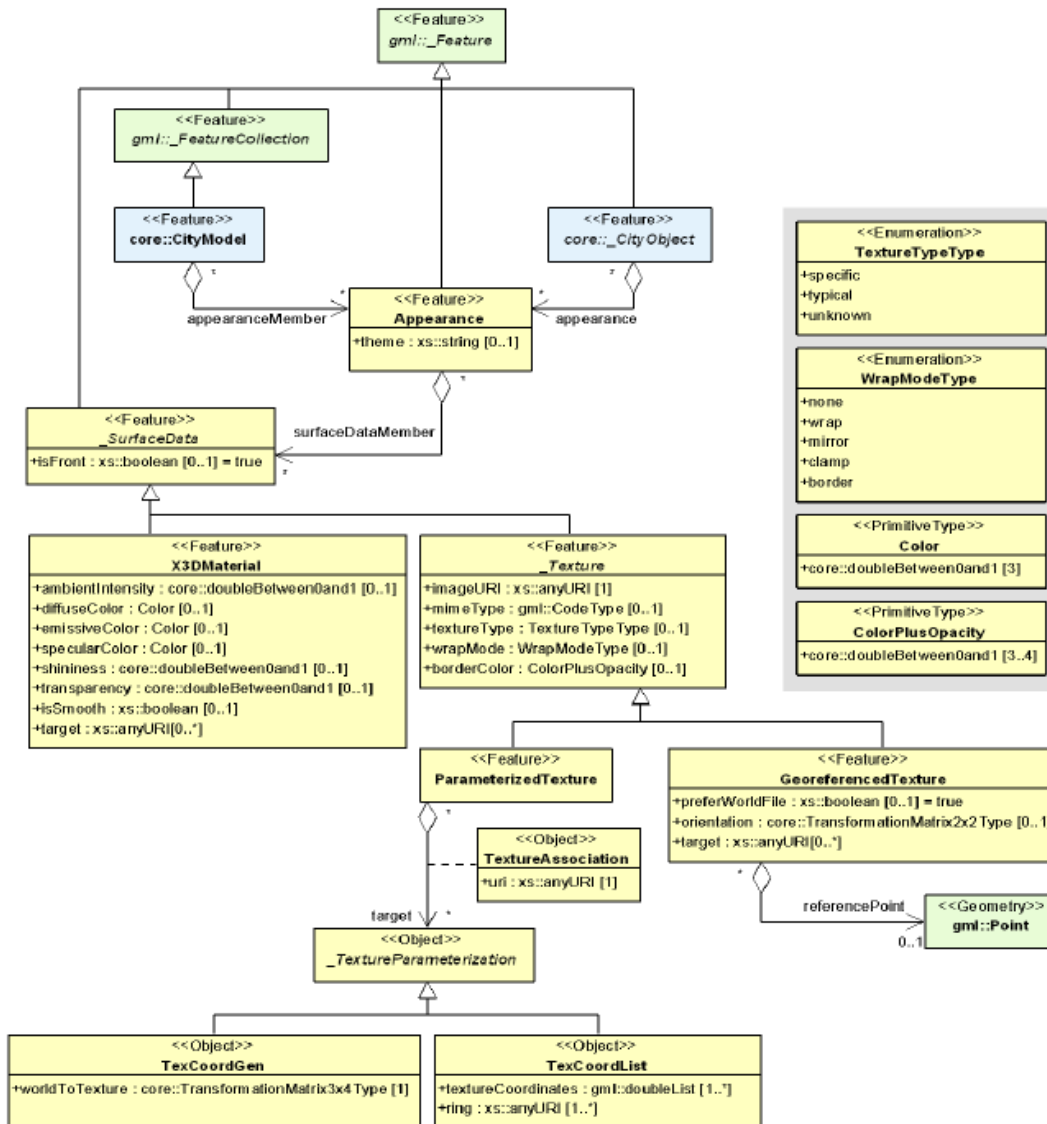 <<Feature>>
gml::_Feature
<<Feature>>
gml::_FeatureCollection
<<Feature>>
core::CityModel
<<Feature>>
core::_CityObject
*
*
appearanceMember
*
<<Feature>>
Appearance
+theme : xs::string [0..1]
*
appearance
*
surfaceDataMember
*
<<Feature>>
_SurfaceData
+isFront : xs::boolean [0..1] = true
<<Enumeration>>
TextureTypeType
+specific
+typical
+unknown
<<Enumeration>>
WrapModeType
+none
+wrap
+mirror
+clamp
+border
<<PrimitiveType>>
Color
+core::doubleBetween0and1 [3]
<<PrimitiveType>>
ColorPlusOpacity
+core::doubleBetween0and1 [3..4]
<<Feature>>
X3DMaterial
+ambientIntensity : core::doubleBetween0and1 [0..1]
+diffuseColor : Color [0..1]
+emissiveColor : Color [0..1]
+specularColor : Color [0..1]
+shininess : core::doubleBetween0and1 [0..1]
+transparency : core::doubleBetween0and1 [0..1]
+isSmooth : xs::boolean [0..1]
+target : xs::anyURI[0..*]
<<Feature>>
_Texture
+imageURI : xs::anyURI [1]
+mimeType : gml::CodeType [0..1]
+textureType : TextureTypeType [0..1]
+wrapMode : WrapModeType [0..1]
+borderColor : ColorPlusOpacity [0..1]
<<Feature>>
ParameterizedTexture
*
<<Feature>>
GeoreferencedTexture
+preferWorldFile : xs::boolean [0..1] = true
+orientation : core::TransformationMatrix2x2Type [0..1
+target : xs::anyURI[0..*]
*
<<Object>>
TextureAssociation
+uri : xs::anyURI [1]
referencePoint
0..1
<<Geometry>>
gml::Point
target
*
<<Object>>
_TextureParameterization
<<Object>>
TexCoordGen
+worldToTexture : core::TransformationMatrix3x4Type [1]
<<Object>>
TexCoordList
+textureCoordinates : gml::doubleList [1..*]
+ring : xs::anyURI [1..*]